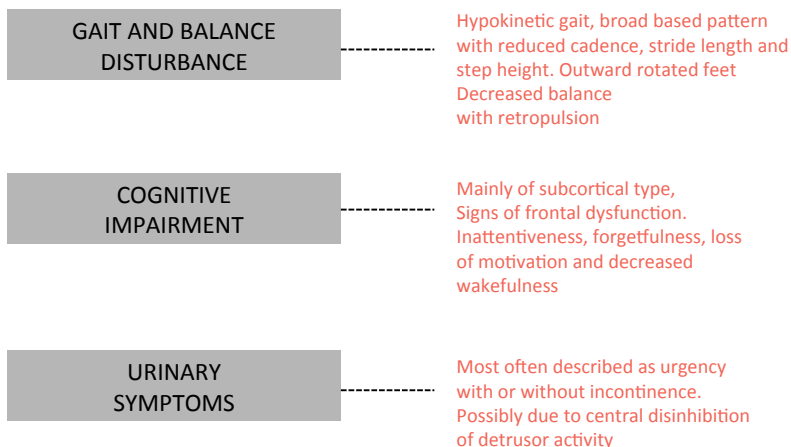 GAIT AND BALANCE
DISTURBANCE
Hypokinetic gait, broad based pattern
with reduced cadence, stride length and
step height. Outward rotated feet
Decreased balance
with retropulsion
COGNITIVE
IMPAIRMENT
Mainly of subcortical type,
Signs of frontal dysfunction.
Inattentiveness, forgetfulness, loss
of motivation and decreased
wakefulness
URINARY
SYMPTOMS
Most often described as urgency
with or without incontinence.
Possibly due to central disinhibition
of detrusor activity